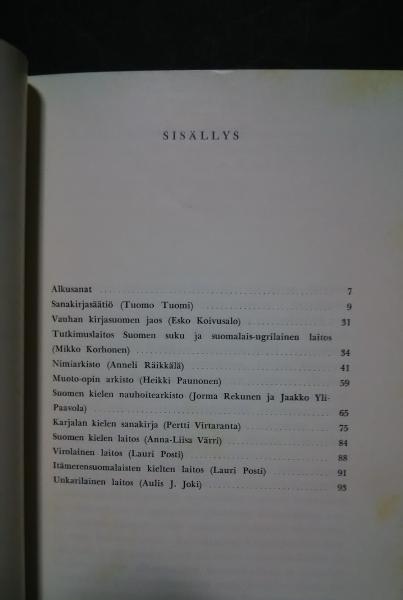 SISÄLLYS
Alkusanat 7
Sanakirjasäätiö (Tuomo Tuomi) 9
Vauhan kirjasuomen jaos (Esko Koivusalo) 31
Tutkimuslaitos Suomen suku ja suomalais-ugrilainen laitos
(Mikko Korhonen) 34
Nimiarkisto (Anneli Räikkälä) 41
Muoto-opin arkisto (Heikki Paunonen) 59
Suomen kielen nauhoitearkisto (Jorma Rekunen ja Jaakko Yli-
Paavola) 65
Karjalan kielen sanakirja (Pertti Virtaranta) 75
Suomen kielen laitos (Anna-Liisa Värri) 84
Virolainen laitos (Lauri Posti) 88
Itämerensuomalaisten kielten laitos (Lauri Posti) 91
Unkarilainen laitos (Aulis J. Joki) 93